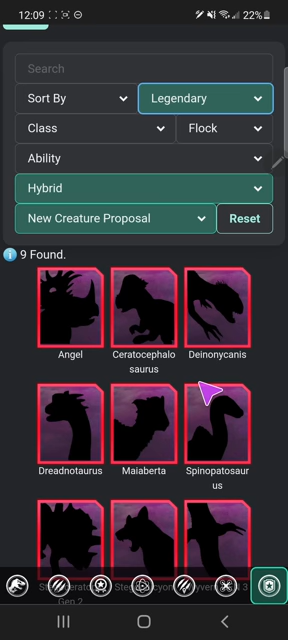 12:09
22%
Search
Sort By
Legendary
Class
Flock
Ability
Hybrid
New Creature Proposal
Reset
9 Found.
Angel
Ceratocephalo
saurus
Deinonycanis
Dreadnotaurus
Maiaberta
Spinopatosaur
us
Gen 2